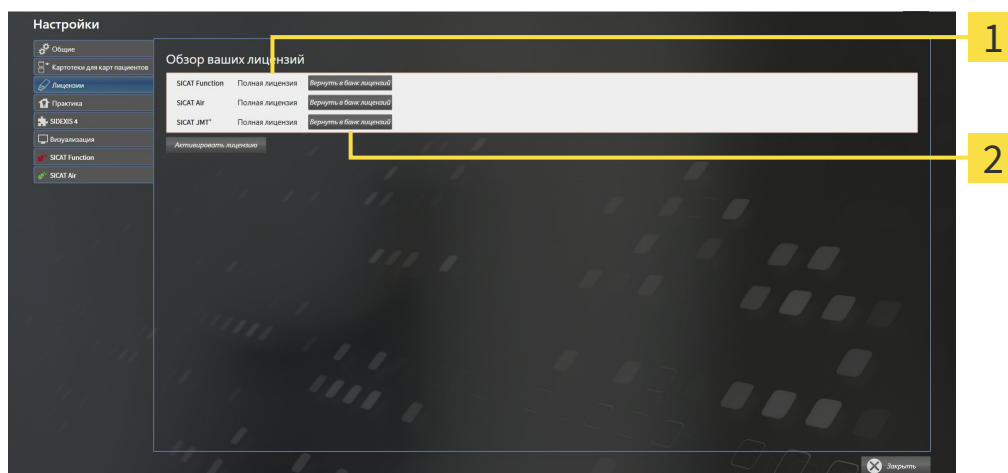 Настройки
Общие
Картотеки для карт пациентов
Лицензии
Практика
SIDEXIS 4
Визуализация
SICAT Function
SICAT Air
Обзор ваших лицензий
SICAT Function Полная лицензия Вернуть в банк лицензий
SICAT Air Полная лицензия Вернуть в банк лицензий
SICAT JMT+ Полная лицензия Вернуть в банк лицензий
Активировать лицензию
Закрыть
1
2